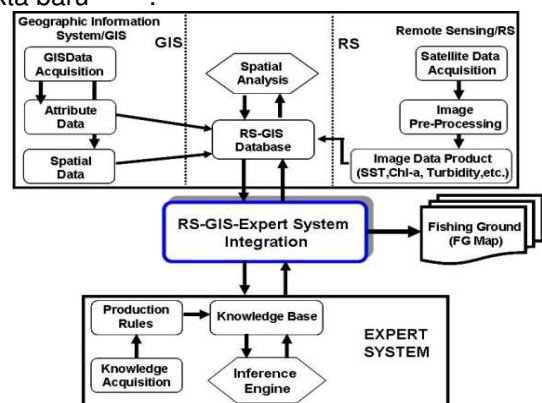 kta baru .
Geographic Information
System/GIS
GIS
RS
Remote Sensing/RS
GISData
Acquisition
Attribute
Data
Spatial
Data
Spatial
Analysis
RS-GIS
Database
Satellite Data
Acquisition
Image
Pre-Processing
Image Data Product
(SST,Chl-a, Turbidity,etc.)
RS-GIS-Expert System
Integration
Fishing Ground
(FG Map)
Production
Rules
Knowledge Base
Knowledge
Acquisition
Inference
Engine
EXPERT
SYSTEM